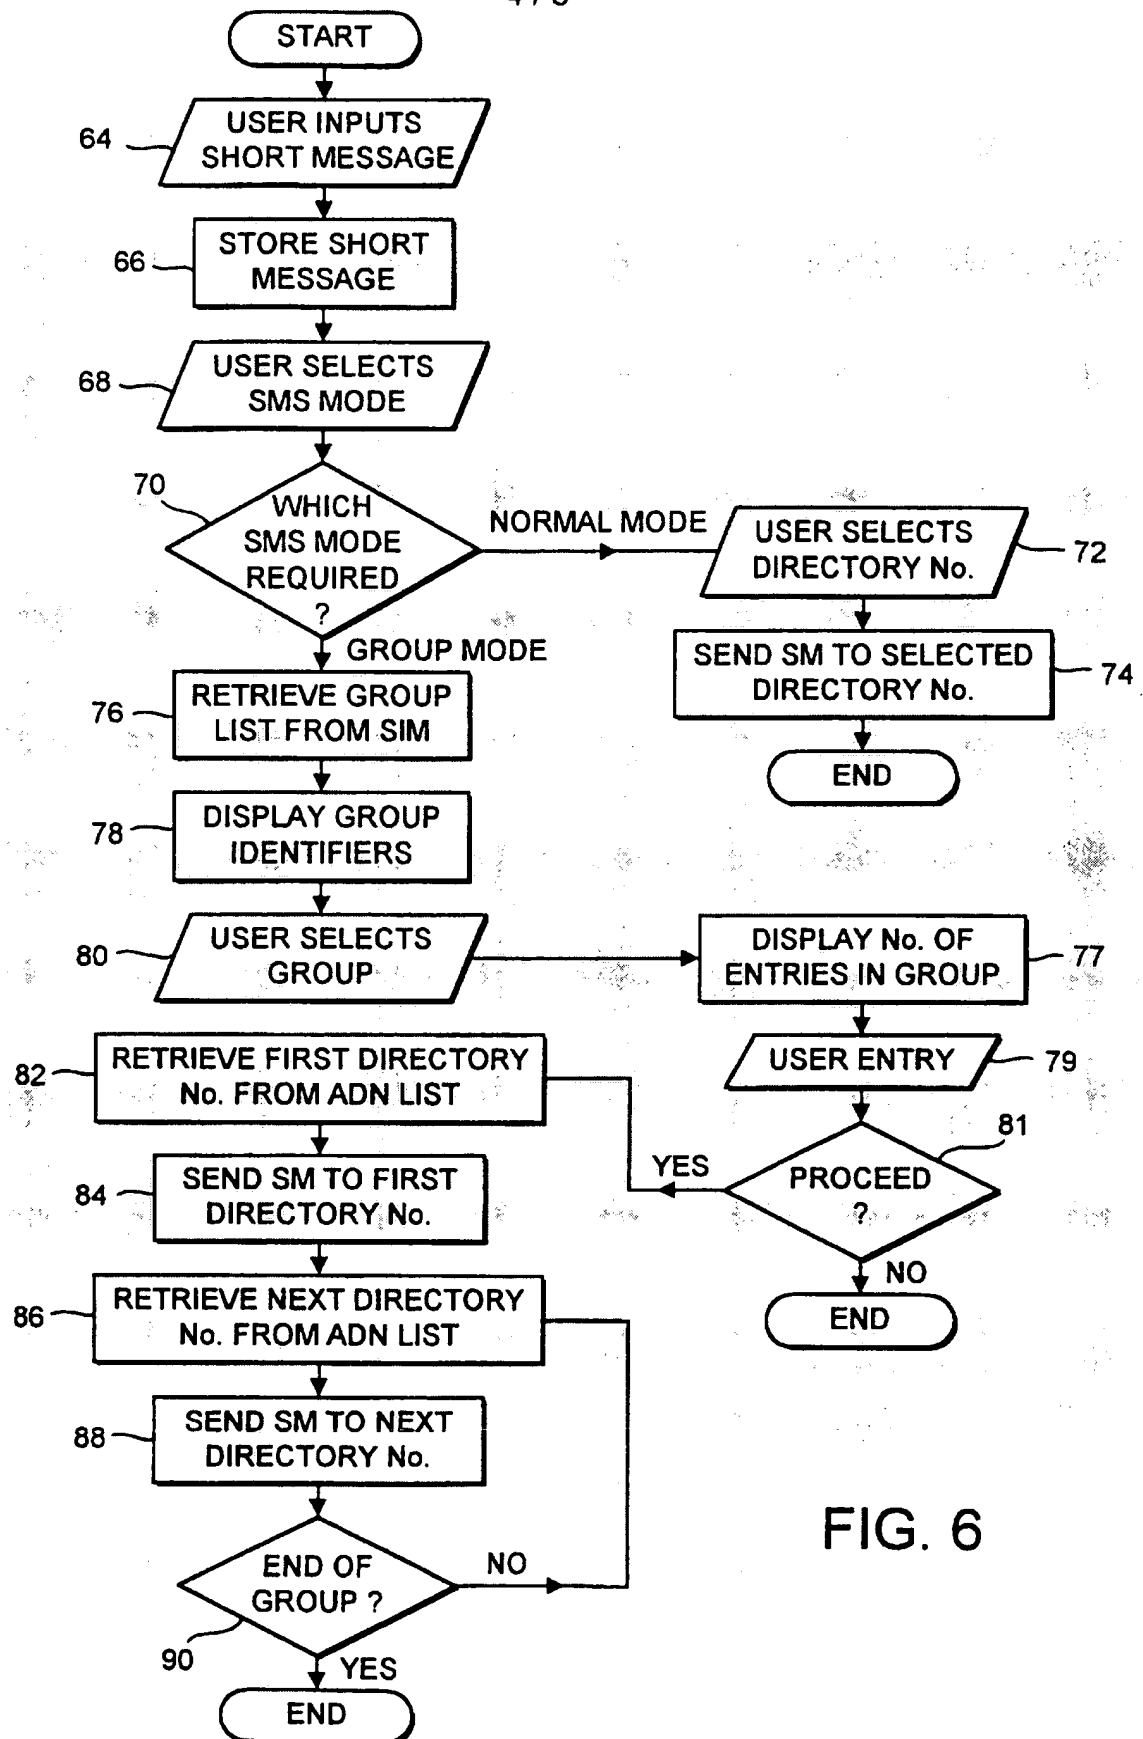 START
64
USER INPUTS
SHORT MESSAGE
66
STORE SHORT
MESSAGE
68
USER SELECTS
SMS MODE
70
WHICH
SMS MODE
REQUIRED
?
NORMAL MODE
USER SELECTS
DIRECTORY No.
72
SEND SM TO SELECTED
DIRECTORY No.
74
END
GROUP MODE
76
RETRIEVE GROUP
LIST FROM SIM
78
DISPLAY GROUP
IDENTIFIERS
80
USER SELECTS
GROUP
DISPLAY No. OF
ENTRIES IN GROUP
77
USER ENTRY
79
81
PROCEED
?
YES
NO
END
82
RETRIEVE FIRST DIRECTORY
No. FROM ADN LIST
84
SEND SM TO FIRST
DIRECTORY No.
86
RETRIEVE NEXT DIRECTORY
No. FROM ADN LIST
88
SEND SM TO NEXT
DIRECTORY No.
END OF
GROUP ?
NO
90
YES
END
FIG. 6